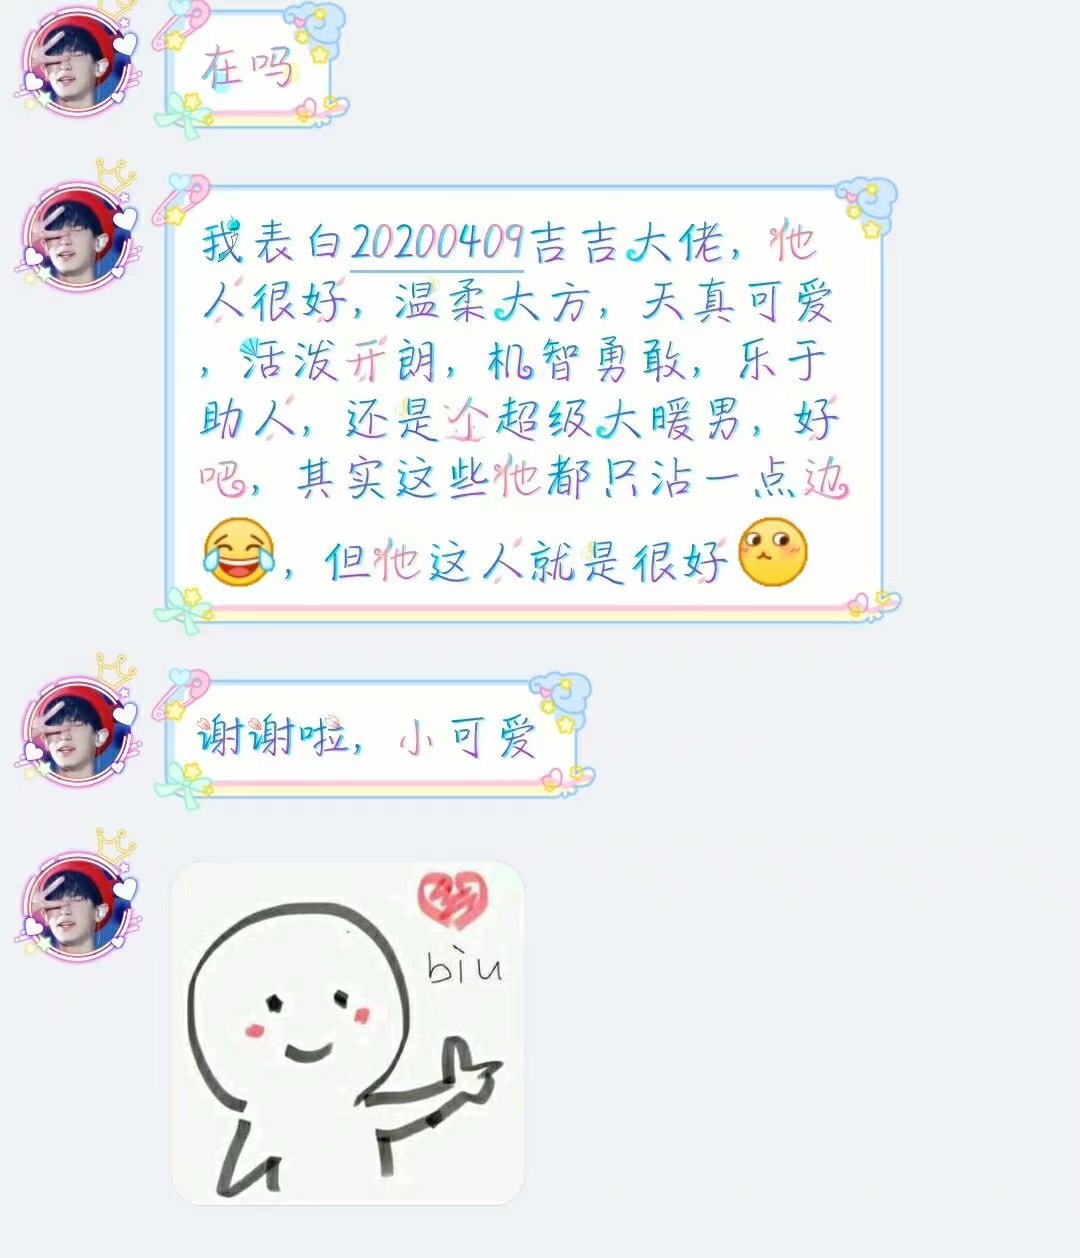 在吗
我表白20200409吉吉大佬，他
人很好，温柔大方，天真可爱
，活泼开朗，机智勇敢，乐于
助人，还是个超级大暖男，好
吧，其实这些他都只沾一点边
😂，但他这人就是很好
谢谢啦，小可爱
biu